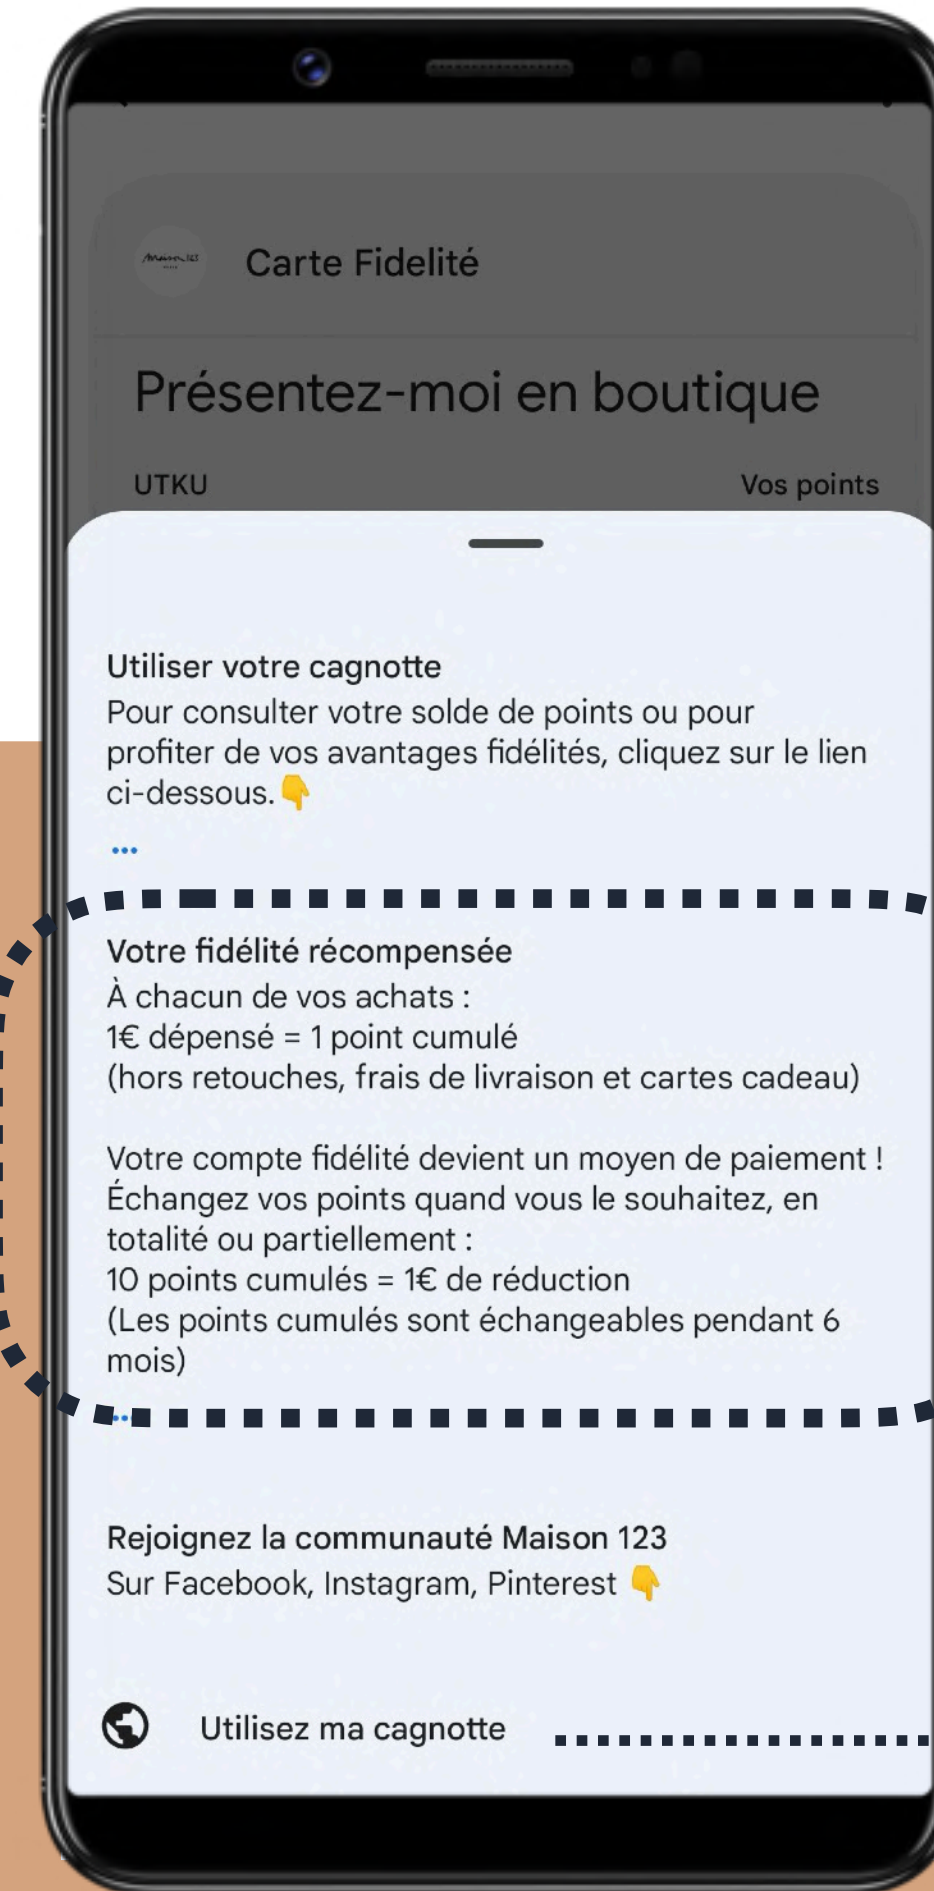 Carte Fidelité
Présentez-moi en boutique
UTKU
Vos points
Utiliser votre cagnotte
Pour consulter votre solde de points ou pour
profiter de vos avantages fidélités, cliquez sur le lien
ci-dessous.👇
...
Votre fidélité récompensée
À chacun de vos achats :
1€ dépensé = 1 point cumulé
(hors retouches, frais de livraison et cartes cadeau)
Votre compte fidélité devient un moyen de paiement !
Échangez vos points quand vous le souhaitez, en
totalité ou partiellement :
10 points cumulés = 1€ de réduction
(Les points cumulés sont échangeables pendant 6
mois)
...
Rejoignez la communauté Maison 123
Sur Facebook, Instagram, Pinterest 👇
Utilisez ma cagnotte